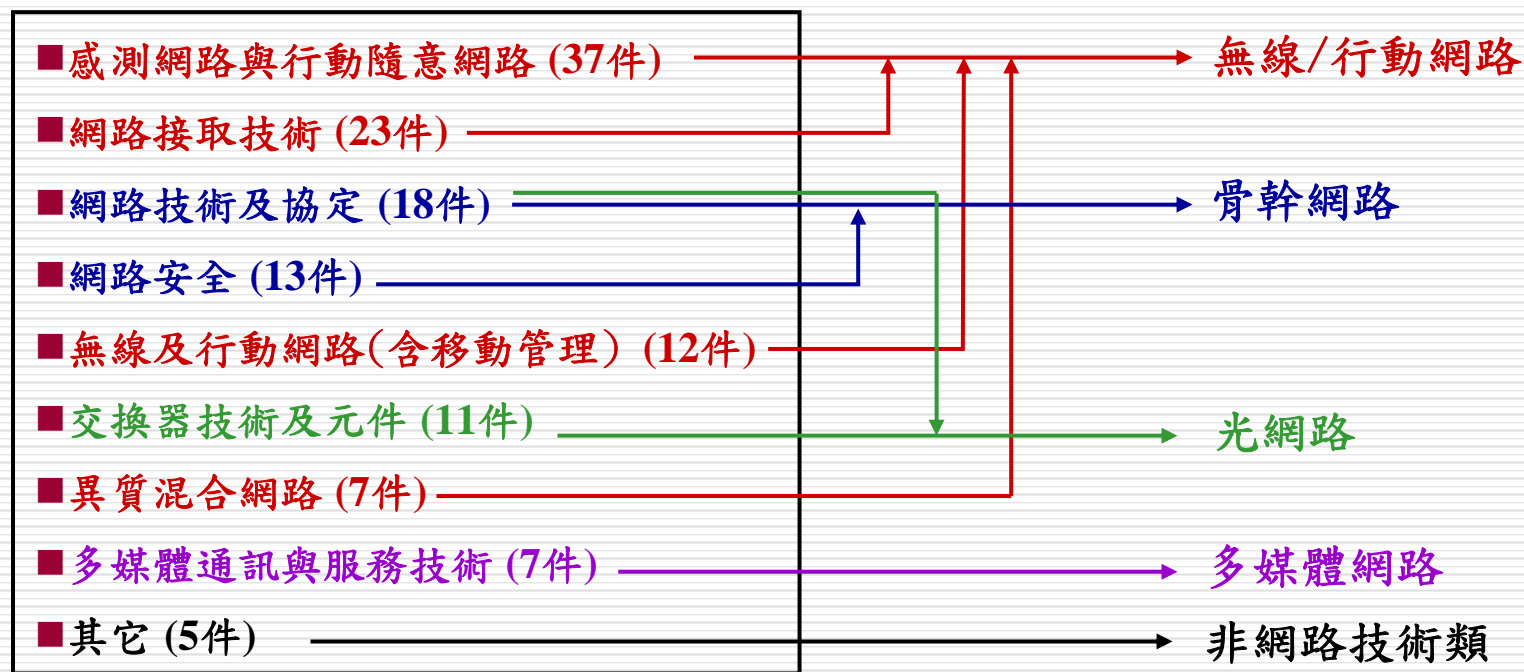 ■感測網路與行動隨意網路 (37件)
無線/行動網路
■網路接取技術 (23件)
■網路技術及協定 (18件)
骨幹網路
■網路安全 (13件)
■無線及行動網路(含移動管理) (12件)
■交換器技術及元件 (11件)
光網路
■異質混合網路 (7件)
■多媒體通訊與服務技術 (7件)
多媒體網路
■其它 (5件)
非網路技術類